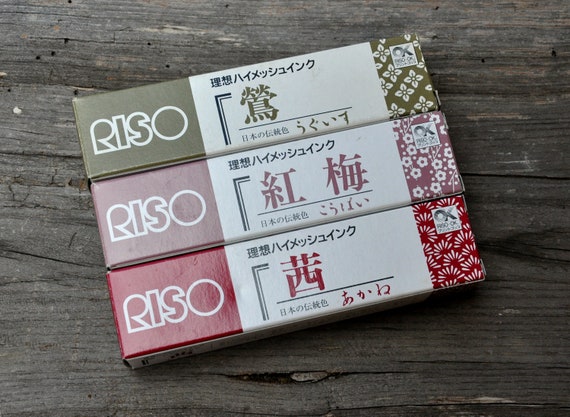 RISO
理想ハイメッシュインク
鶯
日本の伝統色 うぐいす
RISO
理想ハイメッシュインク
紅梅
日本の伝統色 こうばい
RISO
理想ハイメッシュインク
茜
日本の伝統色 あかね